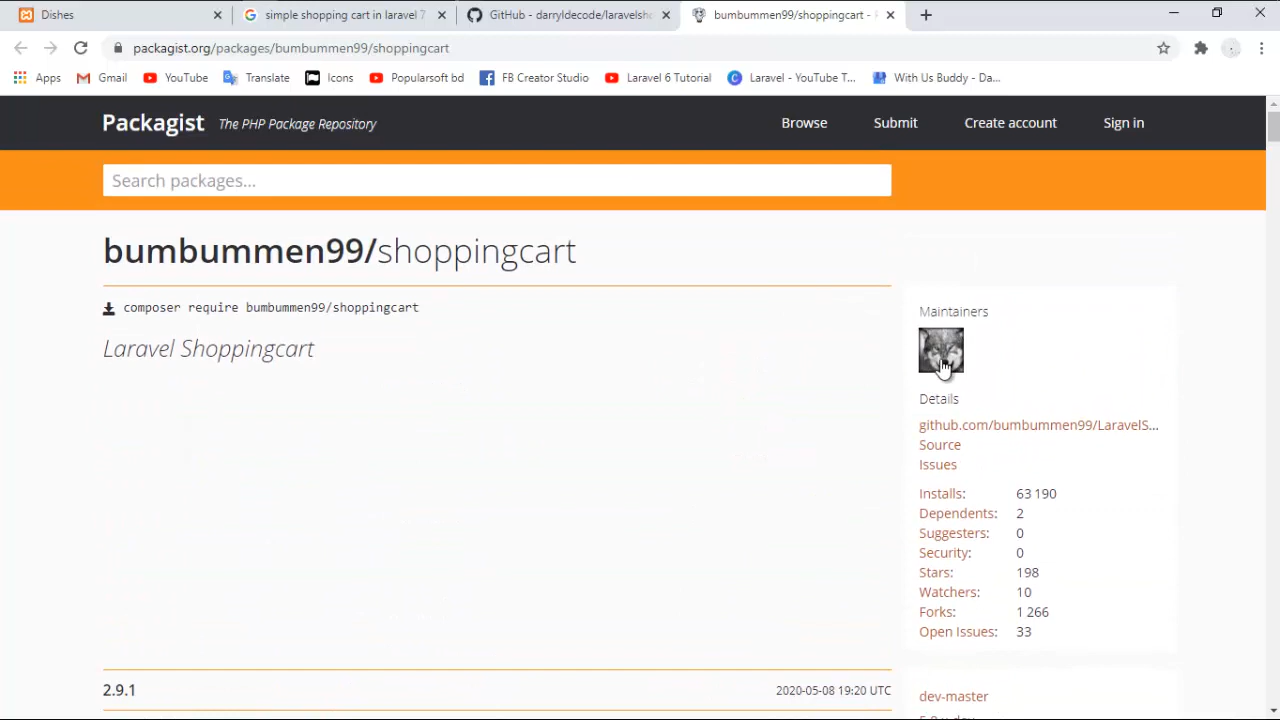 Dishes
simple shopping cart in laravel 7
GitHub - darryldecode/laravelsho
bumbummen99/shoppingcart - P
packagist.org/packages/bumbummen99/shoppingcart
Apps
Gmail
YouTube
Translate
Icons
Popularsoft bd
FB Creator Studio
Laravel 6 Tutorial
Laravel - YouTube T...
With Us Buddy - Da...
Packagist The PHP Package Repository
Browse
Submit
Create account
Sign in
Search packages...
bumbummen99/shoppingcart
composer require bumbummen99/shoppingcart
Laravel Shoppingcart
Maintainers
Details
github.com/bumbummen99/LaravelS...
Source
Issues
Installs: 63 190
Dependents: 2
Suggesters: 0
Security: 0
Stars: 198
Watchers: 10
Forks: 1 266
Open Issues: 33
2.9.1
2020-05-08 19:20 UTC
dev-master